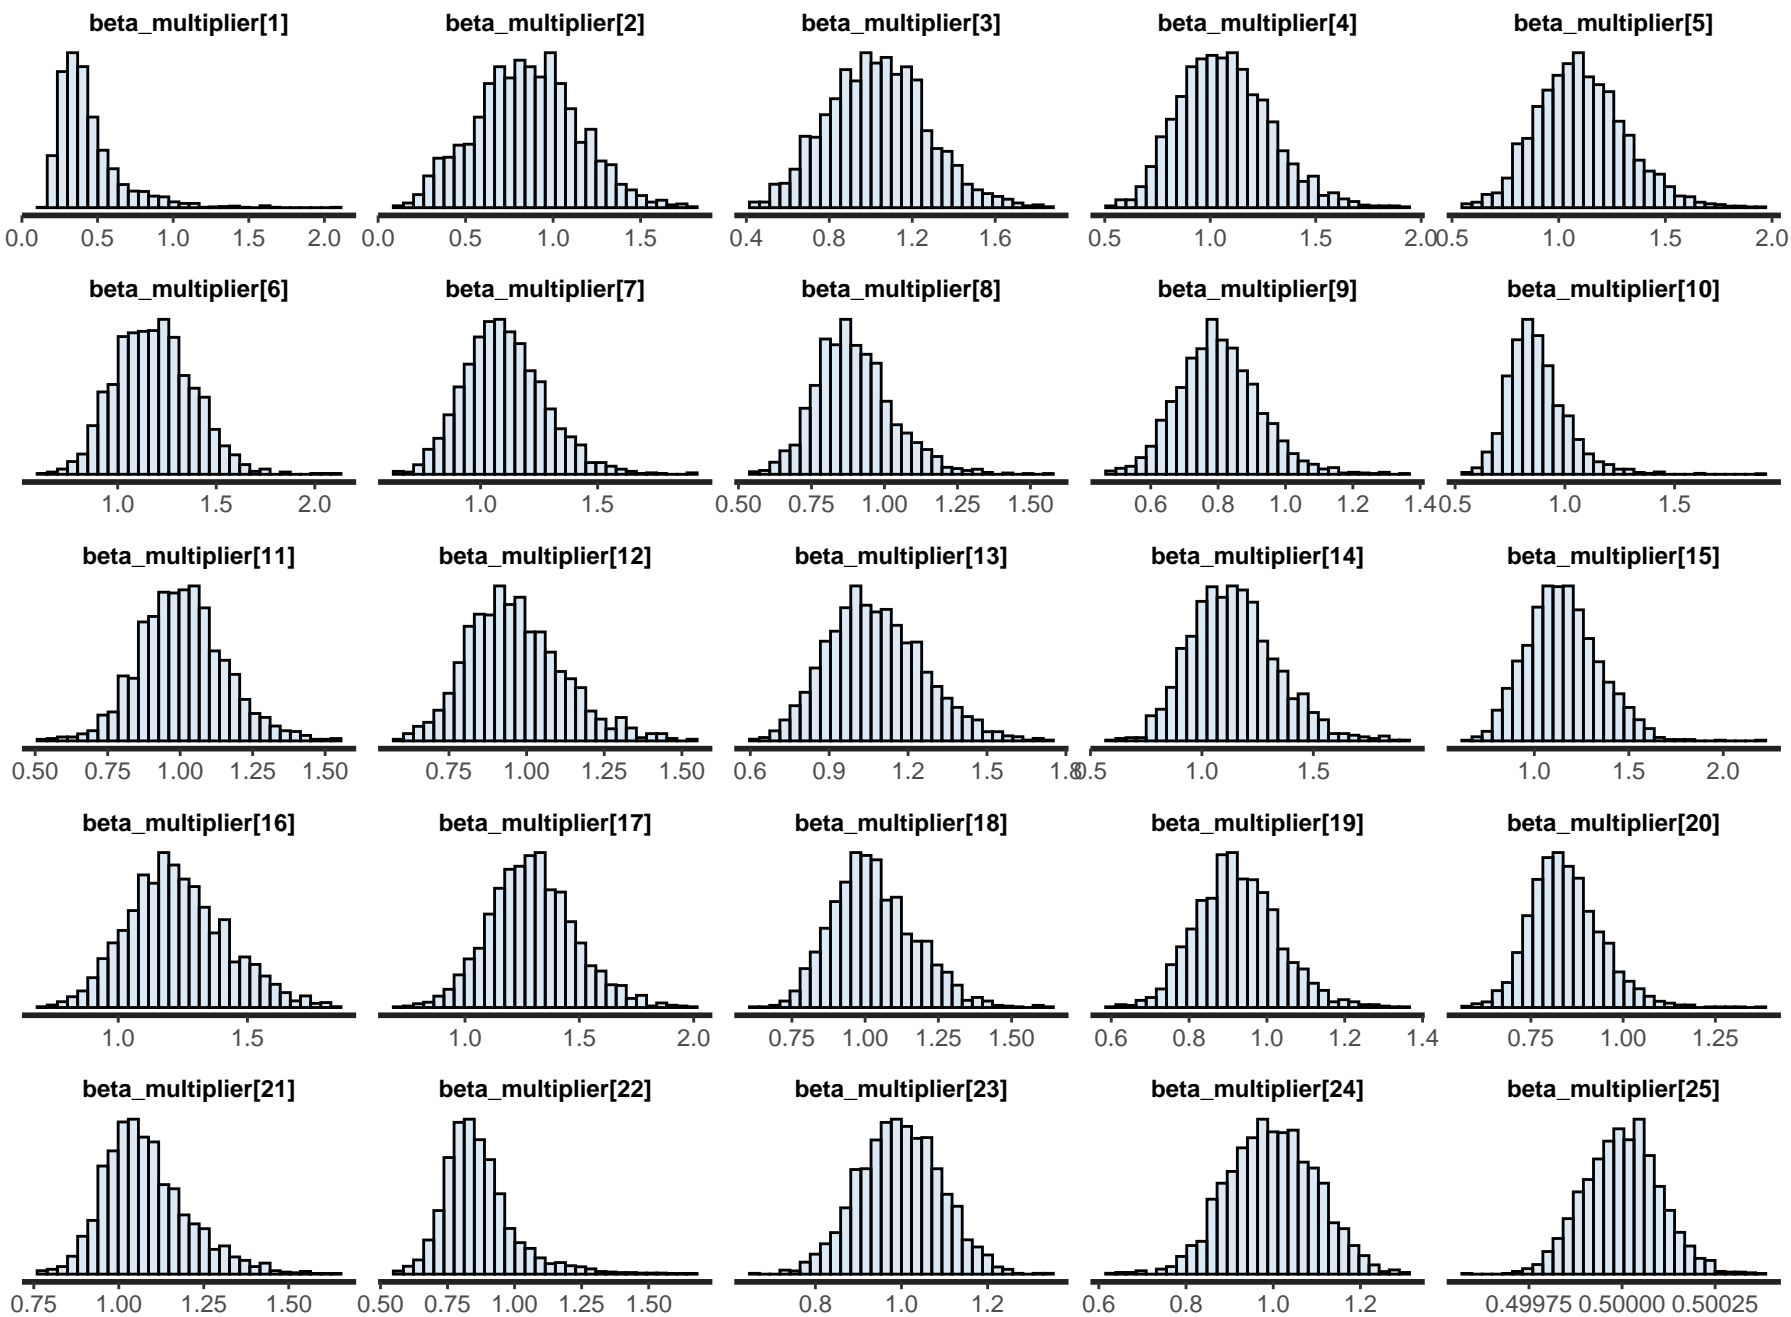 beta_multiplier[1] beta_multiplier[2] beta_multiplier[3] beta_multiplier[4] beta_multiplier[5]
0.0 0.5 1.0 1.5 2.0 0.0 0.5 1.0 1.5 0.4 0.8 1.2 1.6 0.5 1.0 1.5 2.0 0.5 1.0 1.5 2.0
beta_multiplier[6] beta_multiplier[7] beta_multiplier[8] beta_multiplier[9] beta_multiplier[10]
1.0 1.5 2.0 1.0 1.5 0.50 0.75 1.00 1.25 1.50 0.6 0.8 1.0 1.2 1.4 0.5 1.0 1.5
beta_multiplier[11] beta_multiplier[12] beta_multiplier[13] beta_multiplier[14] beta_multiplier[15]
0.50 0.75 1.00 1.25 1.50 0.75 1.00 1.25 1.50 0.6 0.9 1.2 1.5 1.8 0.5 1.0 1.5 1.0 1.5 2.0
beta_multiplier[16] beta_multiplier[17] beta_multiplier[18] beta_multiplier[19] beta_multiplier[20]
1.0 1.5 1.0 1.5 2.0 0.75 1.00 1.25 1.50 0.6 0.8 1.0 1.2 1.4 0.75 1.00 1.25
beta_multiplier[21] beta_multiplier[22] beta_multiplier[23] beta_multiplier[24] beta_multiplier[25]
0.75 1.00 1.25 1.50 0.50 0.75 1.00 1.25 1.50 0.8 1.0 1.2 0.6 0.8 1.0 1.2 0.49975 0.50000 0.50025